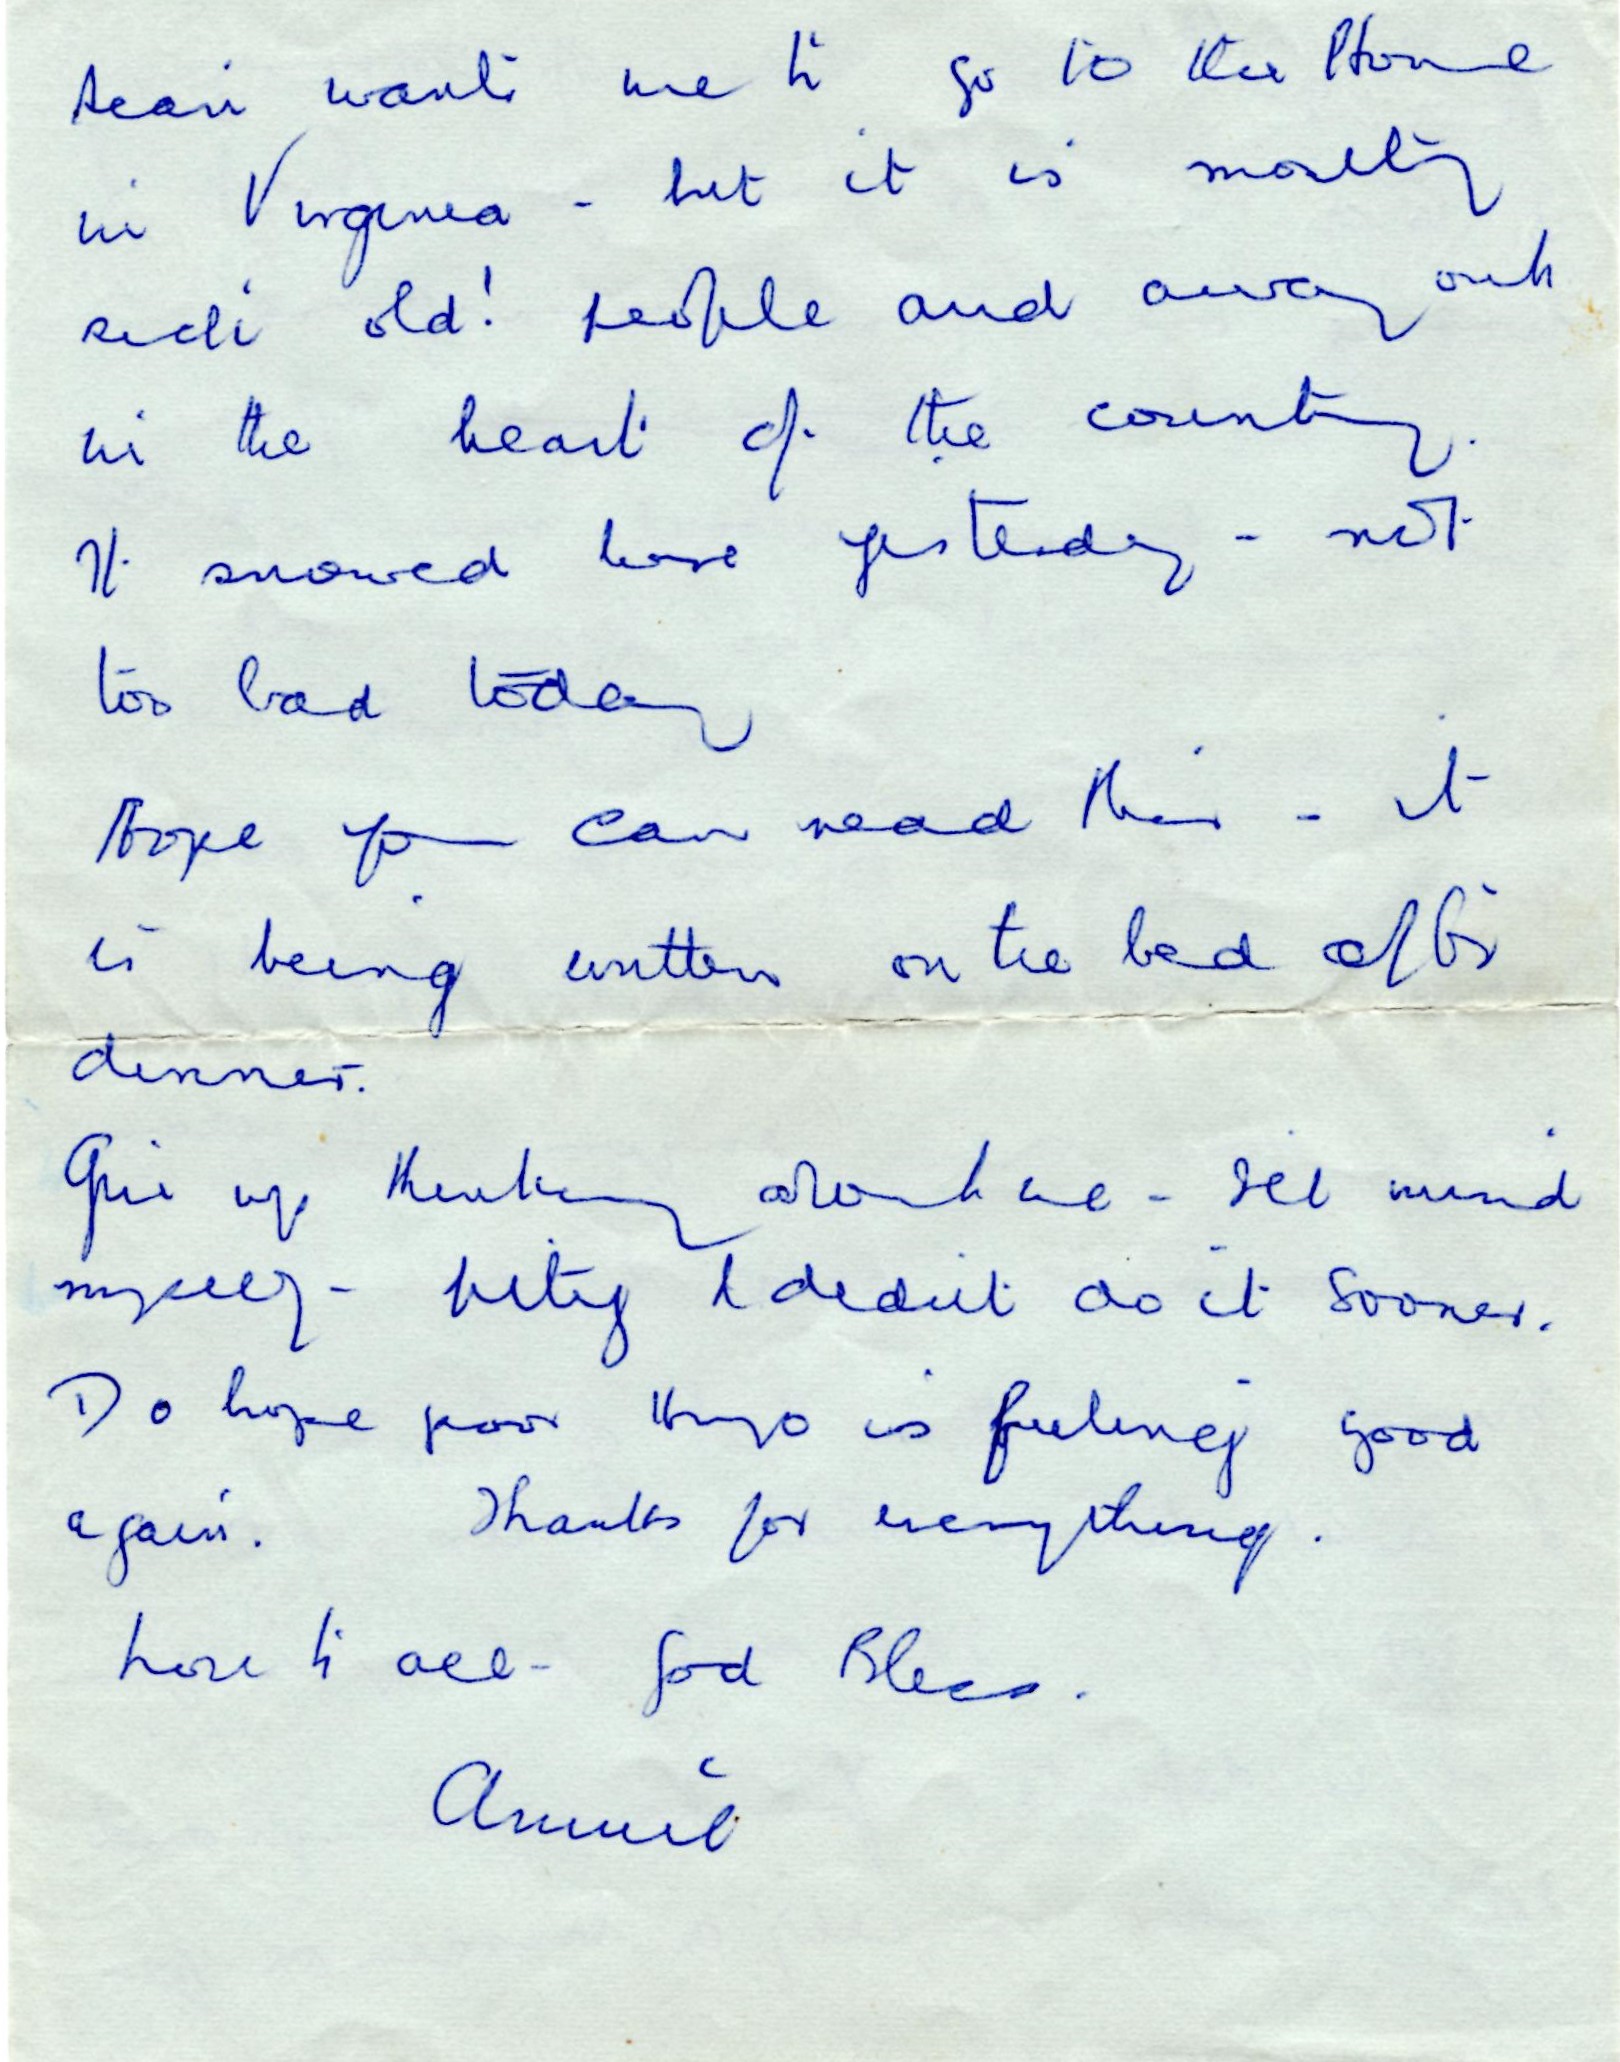 Sean wants me to go to the Home
in Virginia - but it is mostly
such old! people and away out
in the heart of the country.
It snowed here yesterday - not
too bad today
Hope you can read this - it
is being written on the bed after
dinner.
Give up thinking about me - I'll mind
myself - pity I didn't do it sooner.
Do hope poor Hugo is feeling good
again. Thanks for everything.
Love to all - God Bless.